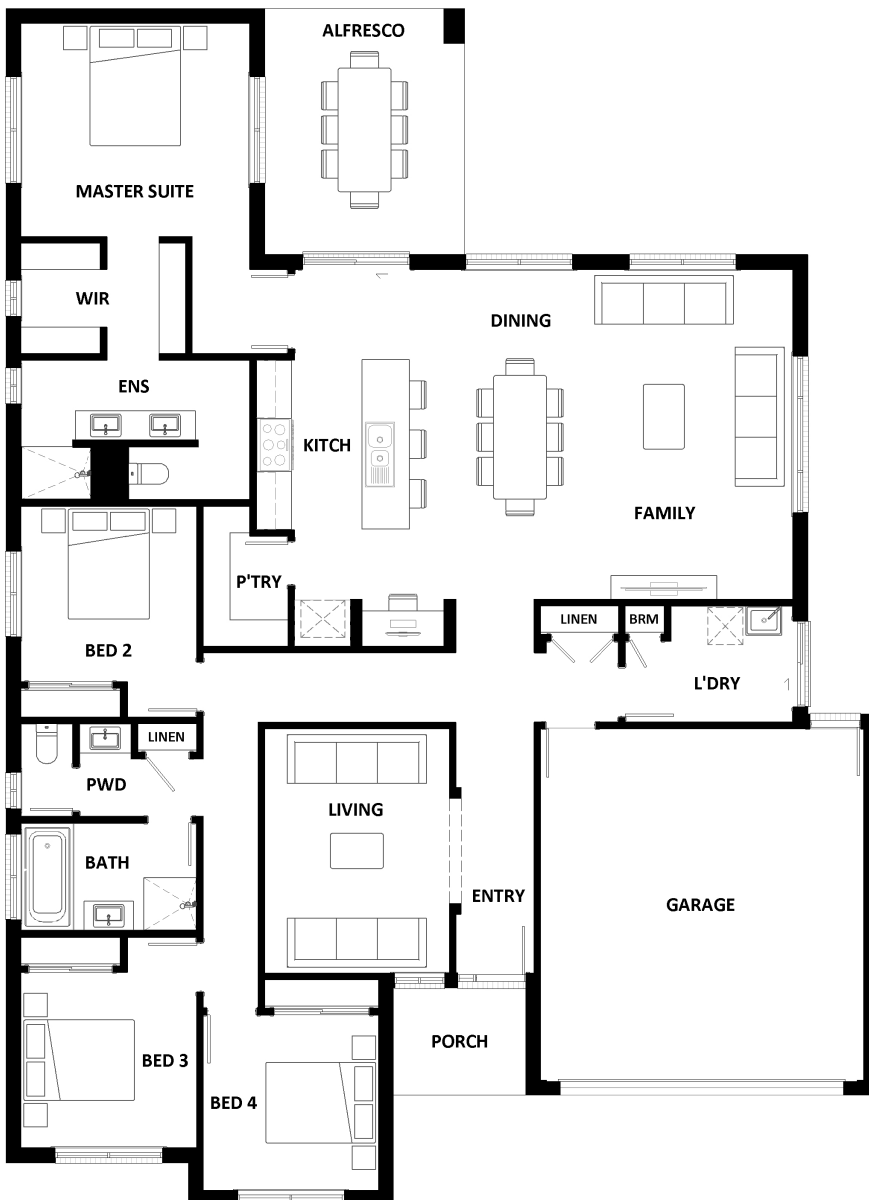 ALFRESCO
MASTER SUITE
WIR
DINING
ENS
KITCH
FAMILY
P'TRY
LINEN
BRM
BED 2
L'DRY
LINEN
PWD
LIVING
BATH
ENTRY
GARAGE
PORCH
BED 3
BED 4